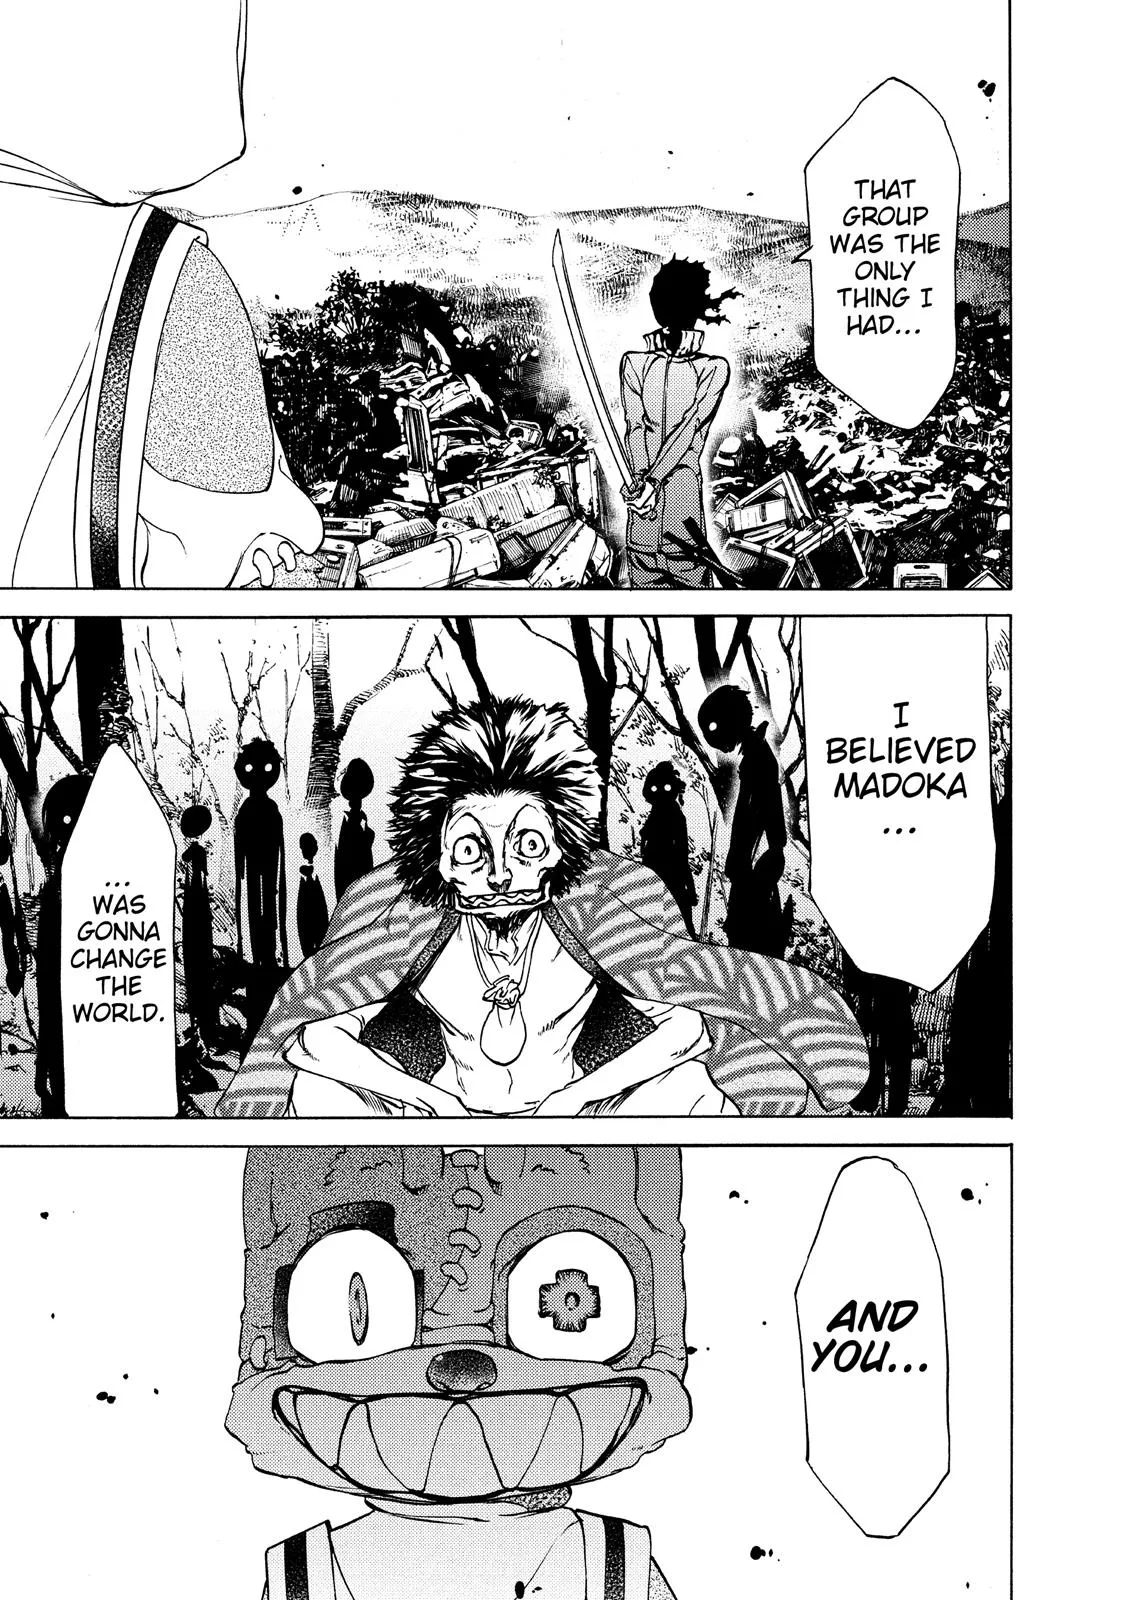 THAT
GROUP
WAS THE
ONLY
THING I
HAD...
I
BELIEVED
MADOKA
...
...
WAS
GONNA
CHANGE
THE
WORLD.
AND
YOU...